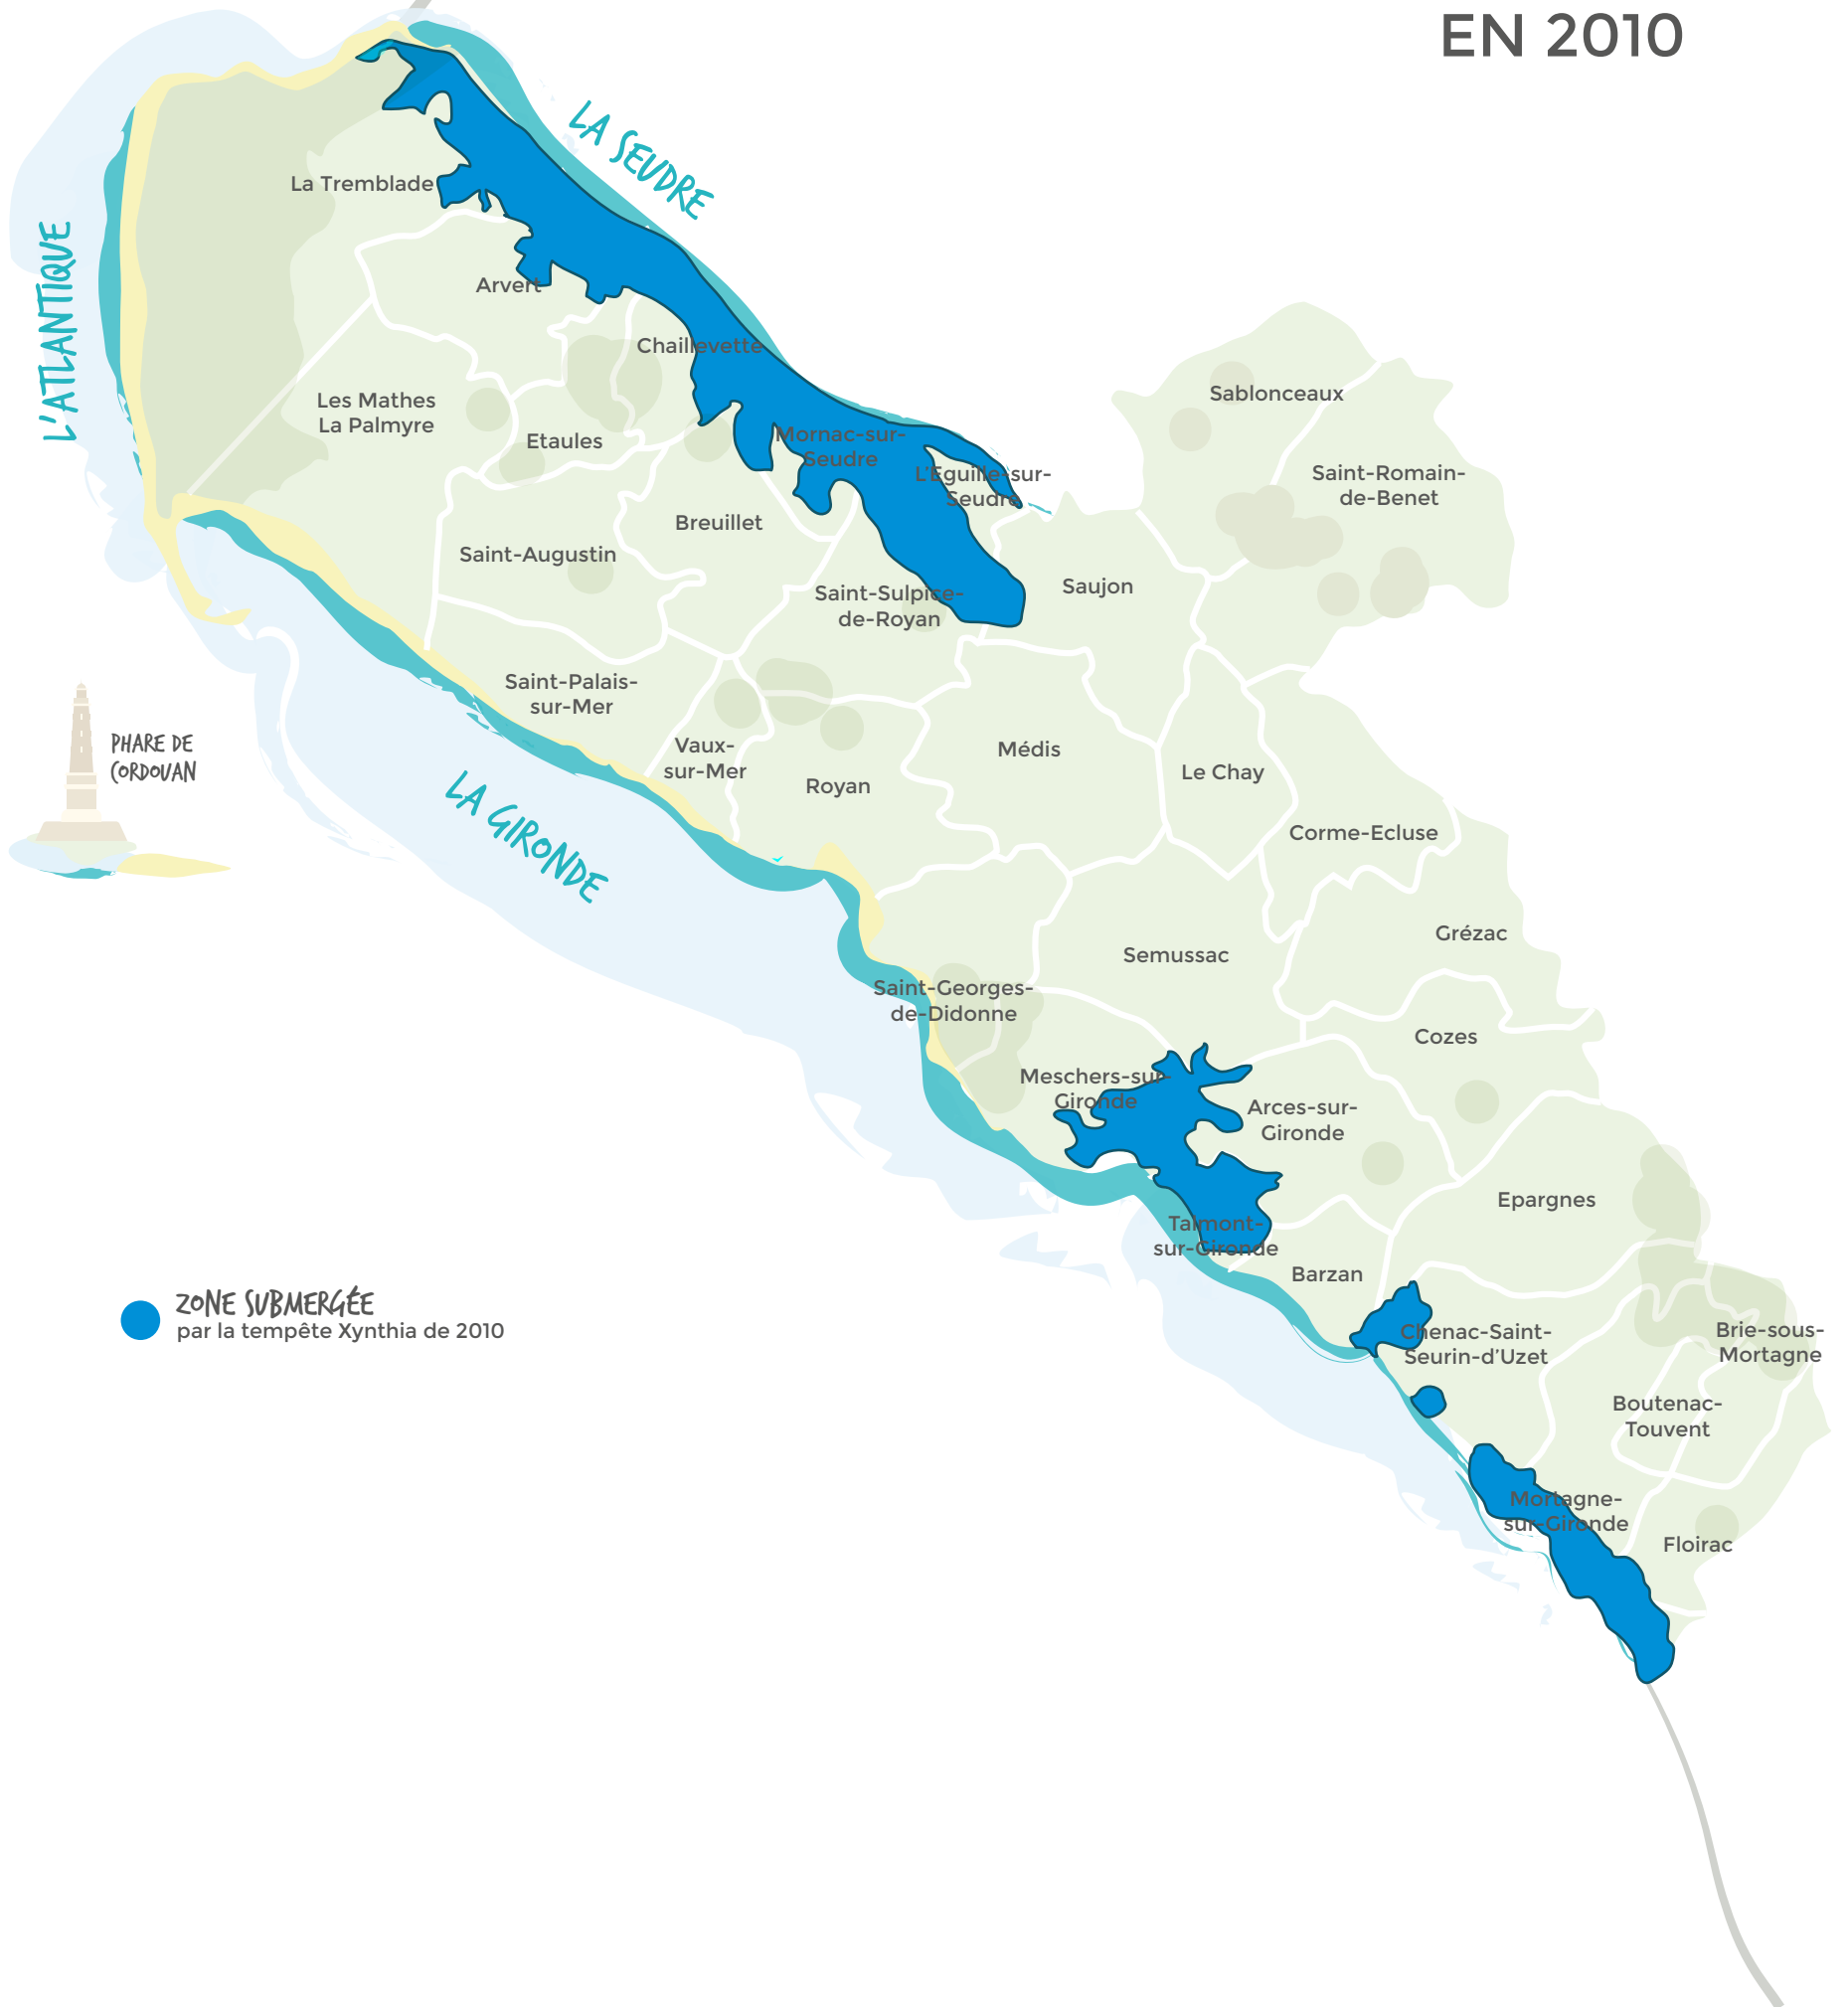 EN 2010
LA SEUDRE
L'ATLANTIQUE
La Tremblade
Arvert
Chaillevette
Sablonceaux
Les Mathes
La Palmyre
Etaules
Mornac-sur-
Seudre
L'Eguille-sur-
Seudre
Saint-Romain-
de-Benet
Breuillet
Saint-Augustin
Saint-Sulpice-
de-Royan
Saujon
Saint-Palais-
sur-Mer
PHARE DE
CORDOUAN
Vaux-
sur-Mer
Médis
Le Chay
Royan
LA GIRONDE
Corme-Ecluse
Grézac
Semussac
Saint-Georges-
de-Didonne
Cozes
Meschers-sur-
Gironde
Arces-sur-
Gironde
Epargnes
Talmont-
sur-Gironde
Barzan
ZONE SUBMERGÉE
par la tempête Xynthia de 2010
Chenac-Saint-
Seurin-d'Uzet
Brie-sous-
Mortagne
Boutenac-
Touvent
Mortagne-
sur-Gironde
Floirac